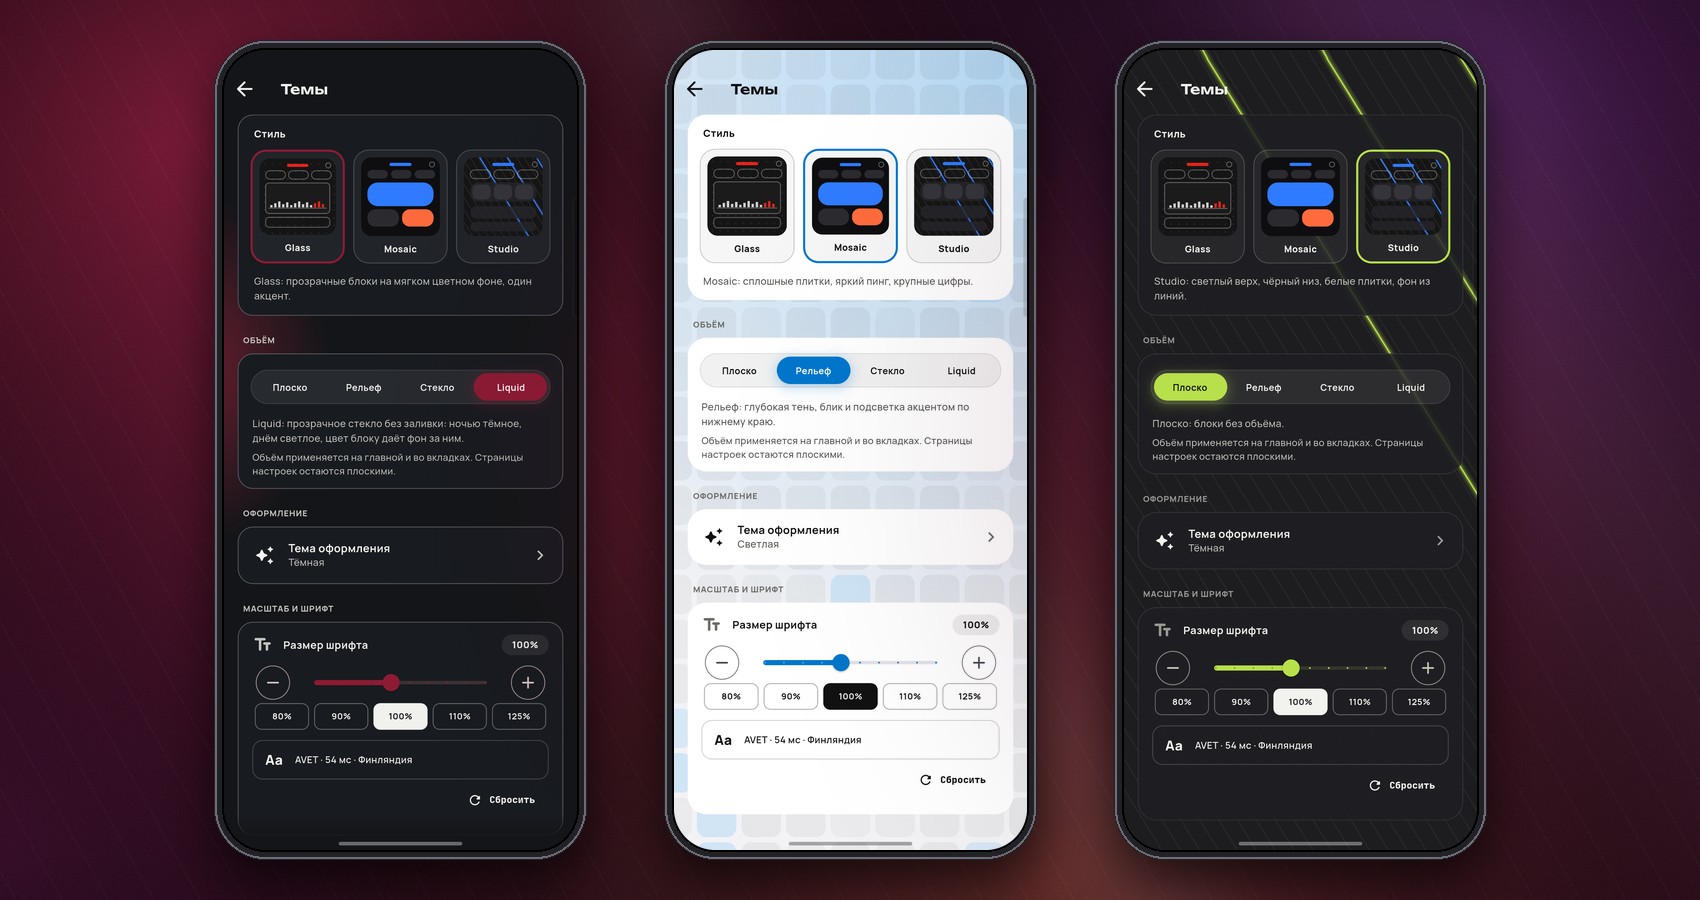 Темы
Стиль
Glass
Mosaic
Studio
Glass: прозрачные блоки на мягком цветном фоне, один
акцент.
ОБЪЁМ
Плоско
Рельеф
Стекло
Liquid
Liquid: прозрачное стекло без заливки: ночью тёмное,
днём светлое, цвет блоку даёт фон за ним.
Объём применяется на главной и во вкладках. Страницы
настроек остаются плоскими.
ОФОРМЛЕНИЕ
Тема оформления
Тёмная
МАСШТАБ И ШРИФТ
Размер шрифта
100%
80%
90%
100%
110%
125%
Aa
AVET · 54 мс · Финляндия
Сбросить
Темы
Стиль
Glass
Mosaic
Studio
Mosaic: сплошные плитки, яркий пинг, крупные цифры.
ОБЪЁМ
Плоско
Рельеф
Стекло
Liquid
Рельеф: глубокая тень, блик и подсветка акцентом по
нижнему краю.
Объём применяется на главной и во вкладках. Страницы
настроек остаются плоскими.
ОФОРМЛЕНИЕ
Тема оформления
Светлая
МАСШТАБ И ШРИФТ
Размер шрифта
100%
80%
90%
100%
110%
125%
Aa
AVET · 54 мс · Финляндия
Сбросить
Темы
Стиль
Glass
Mosaic
Studio
Studio: светлый верх, чёрный низ, белые плитки, фон из
линий.
ОБЪЁМ
Плоско
Рельеф
Стекло
Liquid
Плоско: блоки без объёма.
Объём применяется на главной и во вкладках. Страницы
настроек остаются плоскими.
ОФОРМЛЕНИЕ
Тема оформления
Тёмная
МАСШТАБ И ШРИФТ
Размер шрифта
100%
80%
90%
100%
110%
125%
Aa
AVET · 54 мс · Финляндия
Сбросить